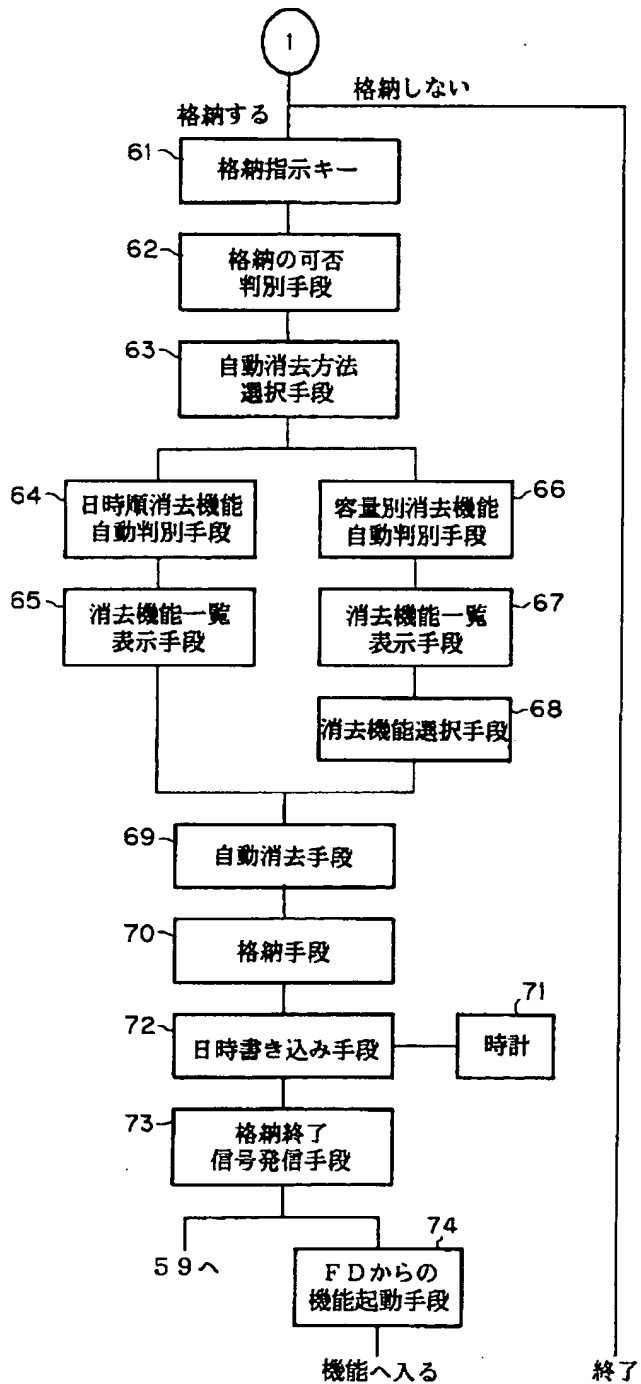 1
格納しない
格納する
61
格納指示キー
62
格納の可否
判別手段
63
自動消去方法
選択手段
64
日時順消去機能
自動判別手段
66
容量別消去機能
自動判別手段
65
消去機能一覧
表示手段
67
消去機能一覧
表示手段
68
消去機能選択手段
69
自動消去手段
70
格納手段
71
時計
72
日時書き込み手段
73
格納終了
信号発信手段
74
59へ
FDからの
機能起動手段
機能へ入る
終了